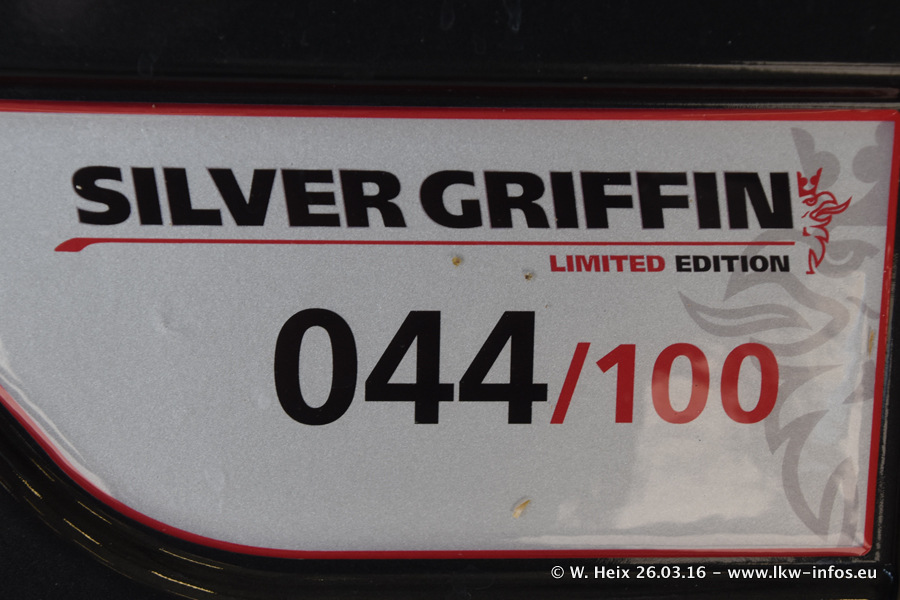 SILVER GRIFFIN
LIMITED EDITION
044/100
© W. Heix 26.03.16 – www.lkw-infos.eu